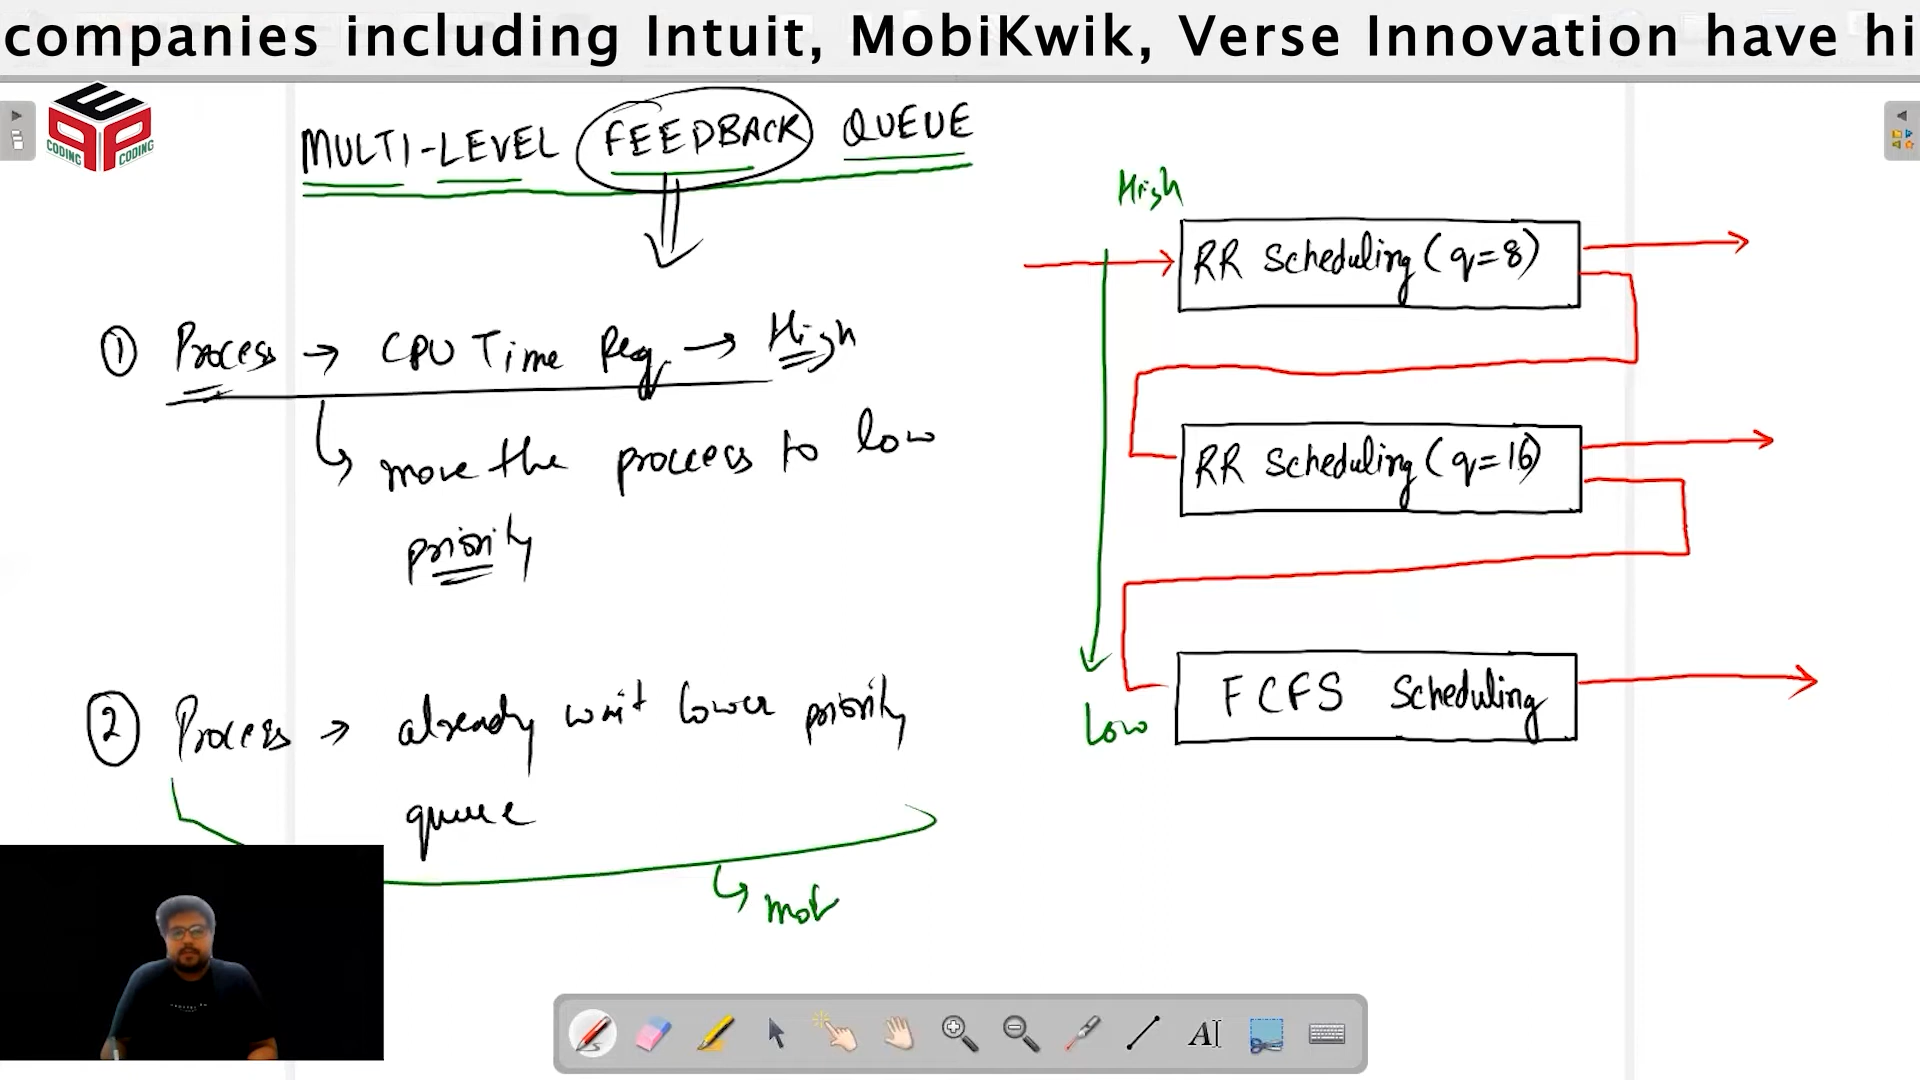 companies including Intuit, MobiKwik, Verse Innovation have hi
CODING
CODING
MULTI-LEVEL FEEDBACK QUEUE
① Process → CPU Time Req → High
move the process to low
priority
② Process → already wait lower priority
queue
High
RR Scheduling (q=8)
RR Scheduling (q=16)
FCFS Scheduling
Low